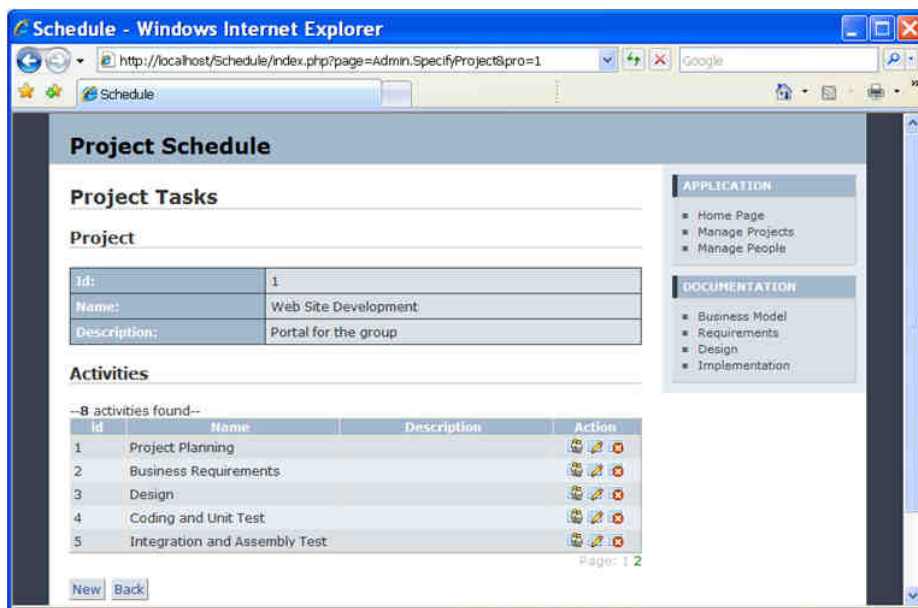 Schedule - Windows Internet Explorer
http://localhost/Schedule/index.php?page=Admin.SpecifyProject&pro=1
Google
Schedule
Project Schedule
Project Tasks
Project
Id: 1
Name: Web Site Development
Description: Portal for the group
Activities
--8 activities found--
id Name Description Action
1 Project Planning
2 Business Requirements
3 Design
4 Coding and Unit Test
5 Integration and Assembly Test
Page: 1 2
New Back
APPLICATION
Home Page
Manage Projects
Manage People
DOCUMENTATION
Business Model
Requirements
Design
Implementation